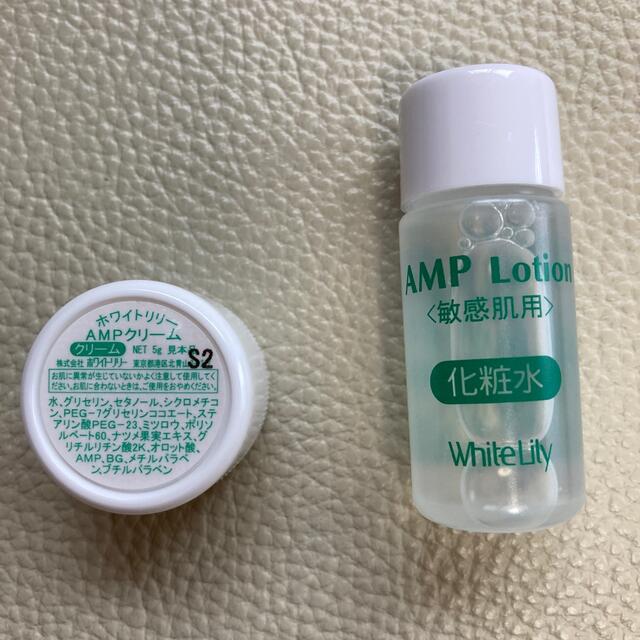 ホワイトリリー
AMPクリーム
クリーム NET 5g 見本
S2
株式会社 ホワイトリリー 東京都港区北青山
お肌に異常が生じていないかよく注意して使用してく
ださい。お肌に合わないときは、ご使用をおやめください。
水、グリセリン、セタノール、シクロメチコ
ン、PEG-7グリセリルココエート、ステ
アリン酸PEG-23、ミツロウ、ポリソ
ルベート60、ナツメ果実エキス、グ
リチルリチン酸2K、オロット酸、
AMP、BG、メチルパラベ
ン、ブチルパラベン
AMP Lotion
〈敏感肌用〉
化粧水
WhiteLily